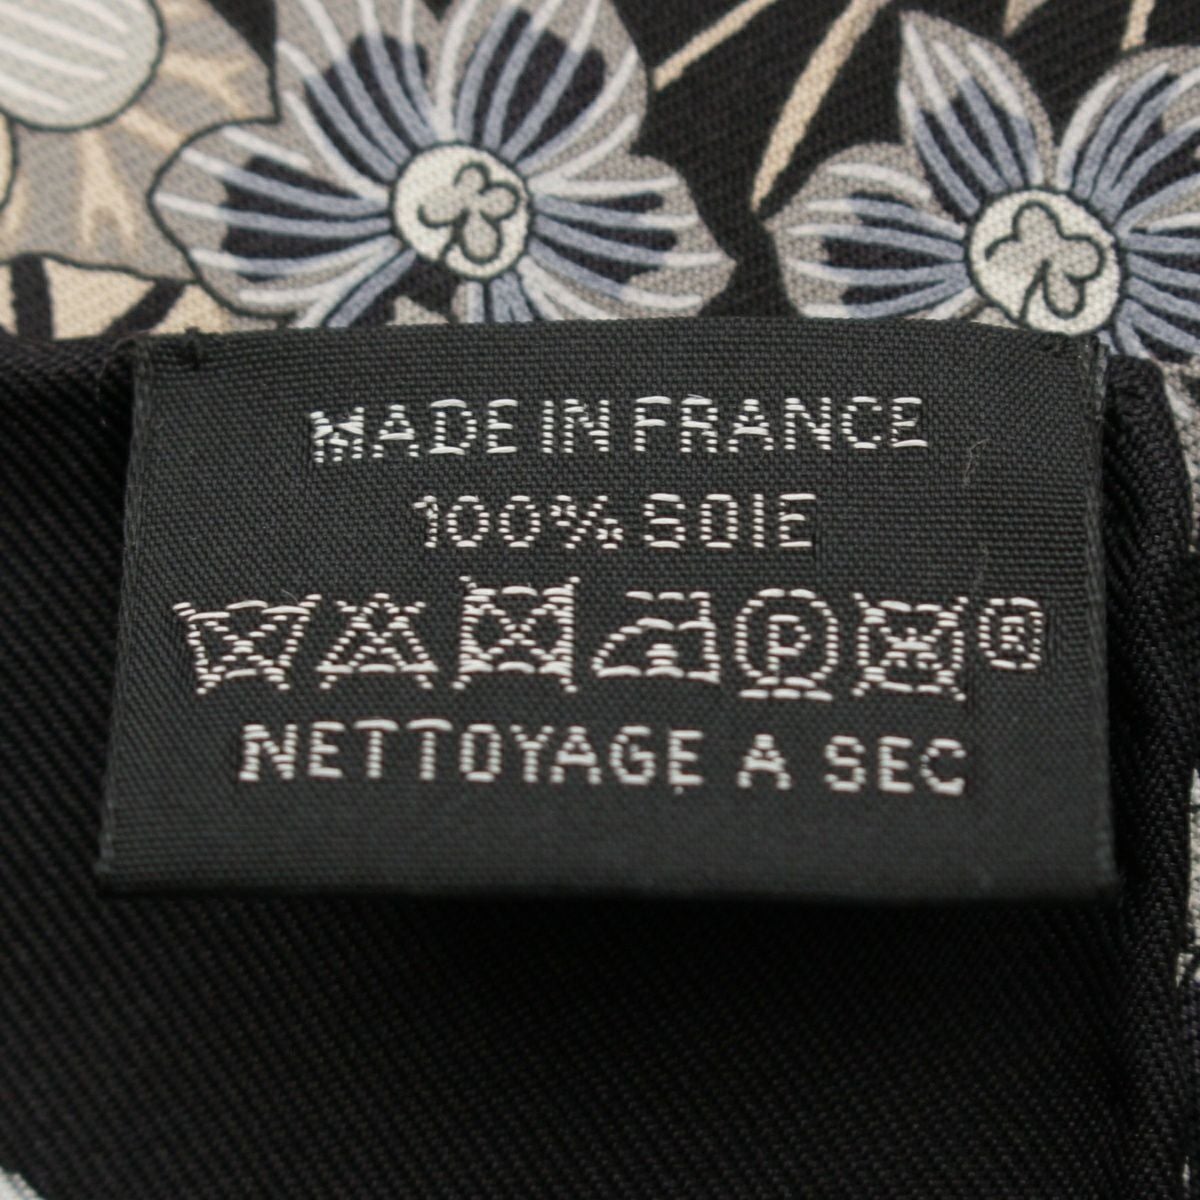 MADE IN FRANCE
100% SOIE
P ®
NETTOYAGE A SEC